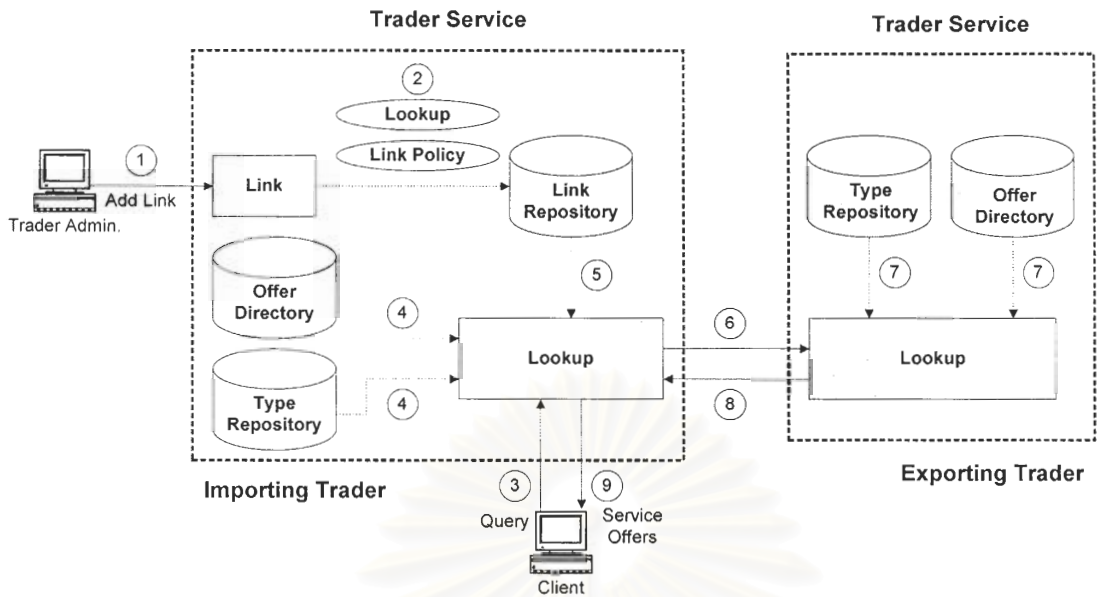 Trader Service
Trader Service
2
Lookup
Link Policy
1
Add Link
Trader Admin.
Link
Link
Repository
Type
Repository
Offer
Directory
Offer
Directory
5
7
7
4
Lookup
6
Lookup
Type
Repository
4
8
Importing Trader
Exporting Trader
3
9
Query
Service
Offers
Client